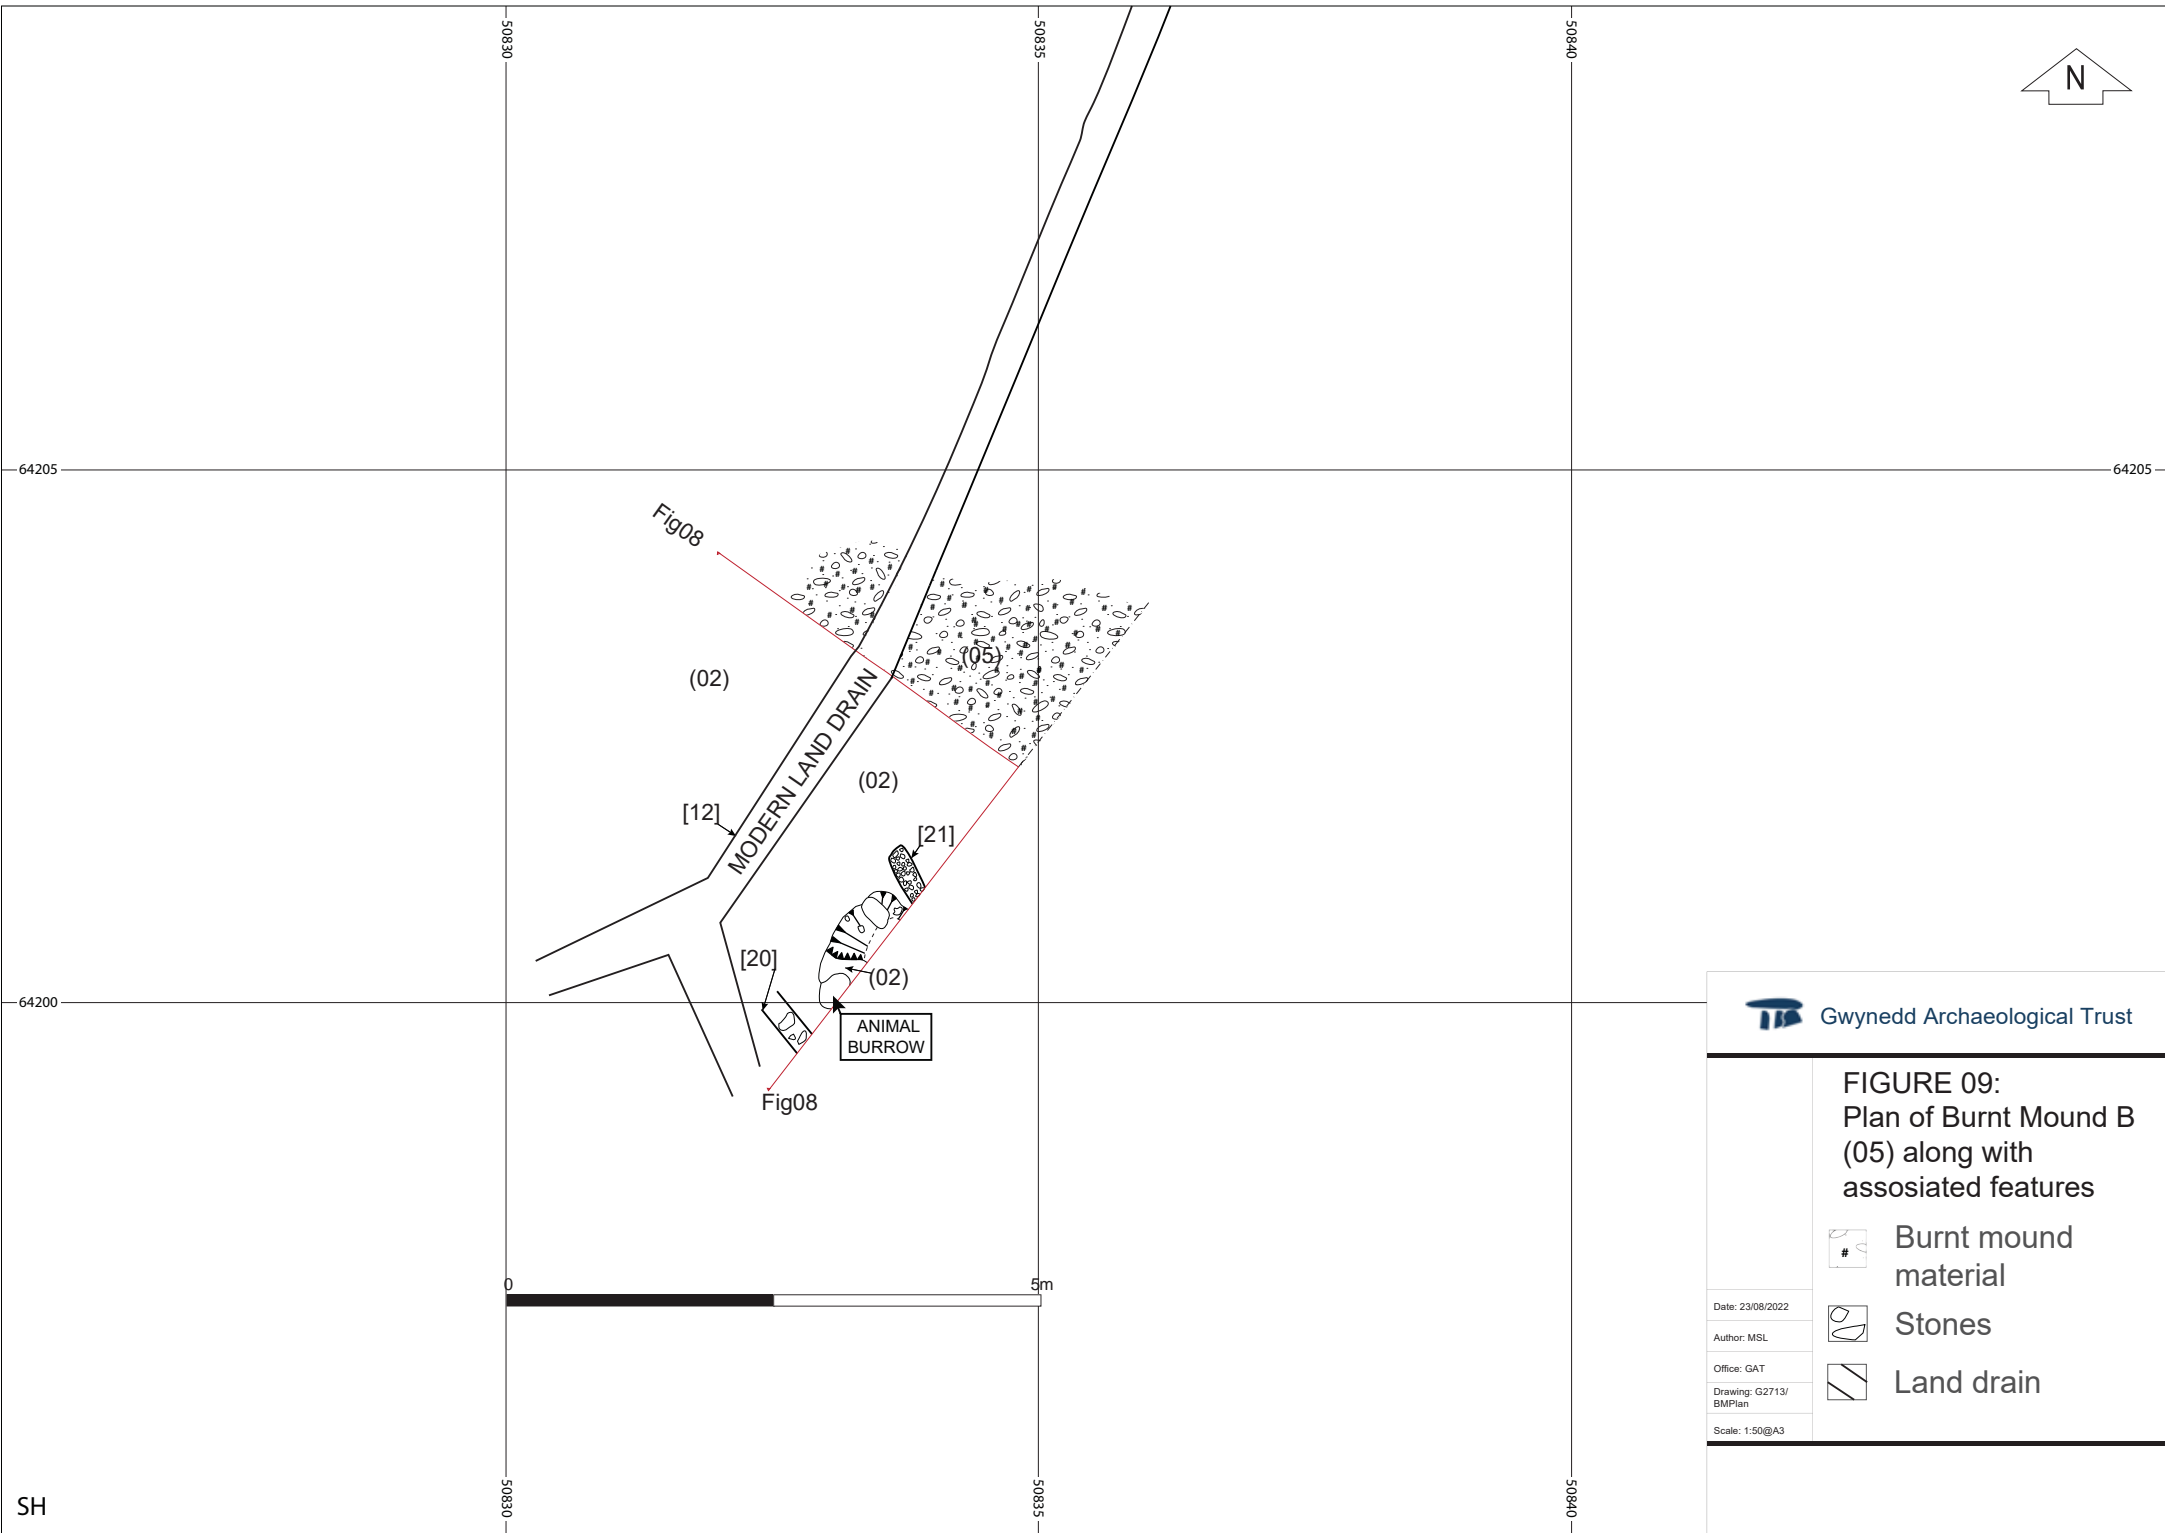 50830
50835
50840
N
64205
64205
Fig08
(05)
(02)
MODERN LAND DRAIN
(02)
[12]
[21]
[20]
(02)
64200
ANIMAL
BURROW
Fig08
0
5m
50830
50835
50840
SH
Gwynedd Archaeological Trust
FIGURE 09:
Plan of Burnt Mound B
(05) along with
assosiated features
#
Burnt mound
material
Stones
Land drain
Date: 23/08/2022
Author: MSL
Office: GAT
Drawing: G2713/
BMPlan
Scale: 1:50@A3